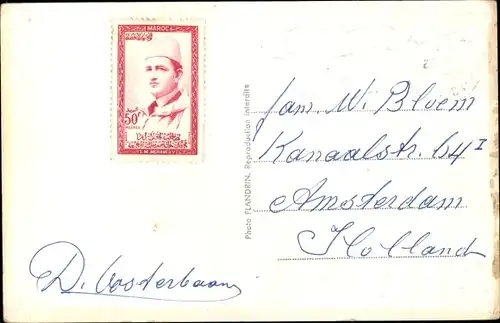 MAROC
50F
POSTES
S.M. MOHAMED V
Photo FLANDRIN. Reproduction interdite
fam. W. Bloem
Kanaalstr. 64 I
Amsterdam
Holland
D. Oosterbaan